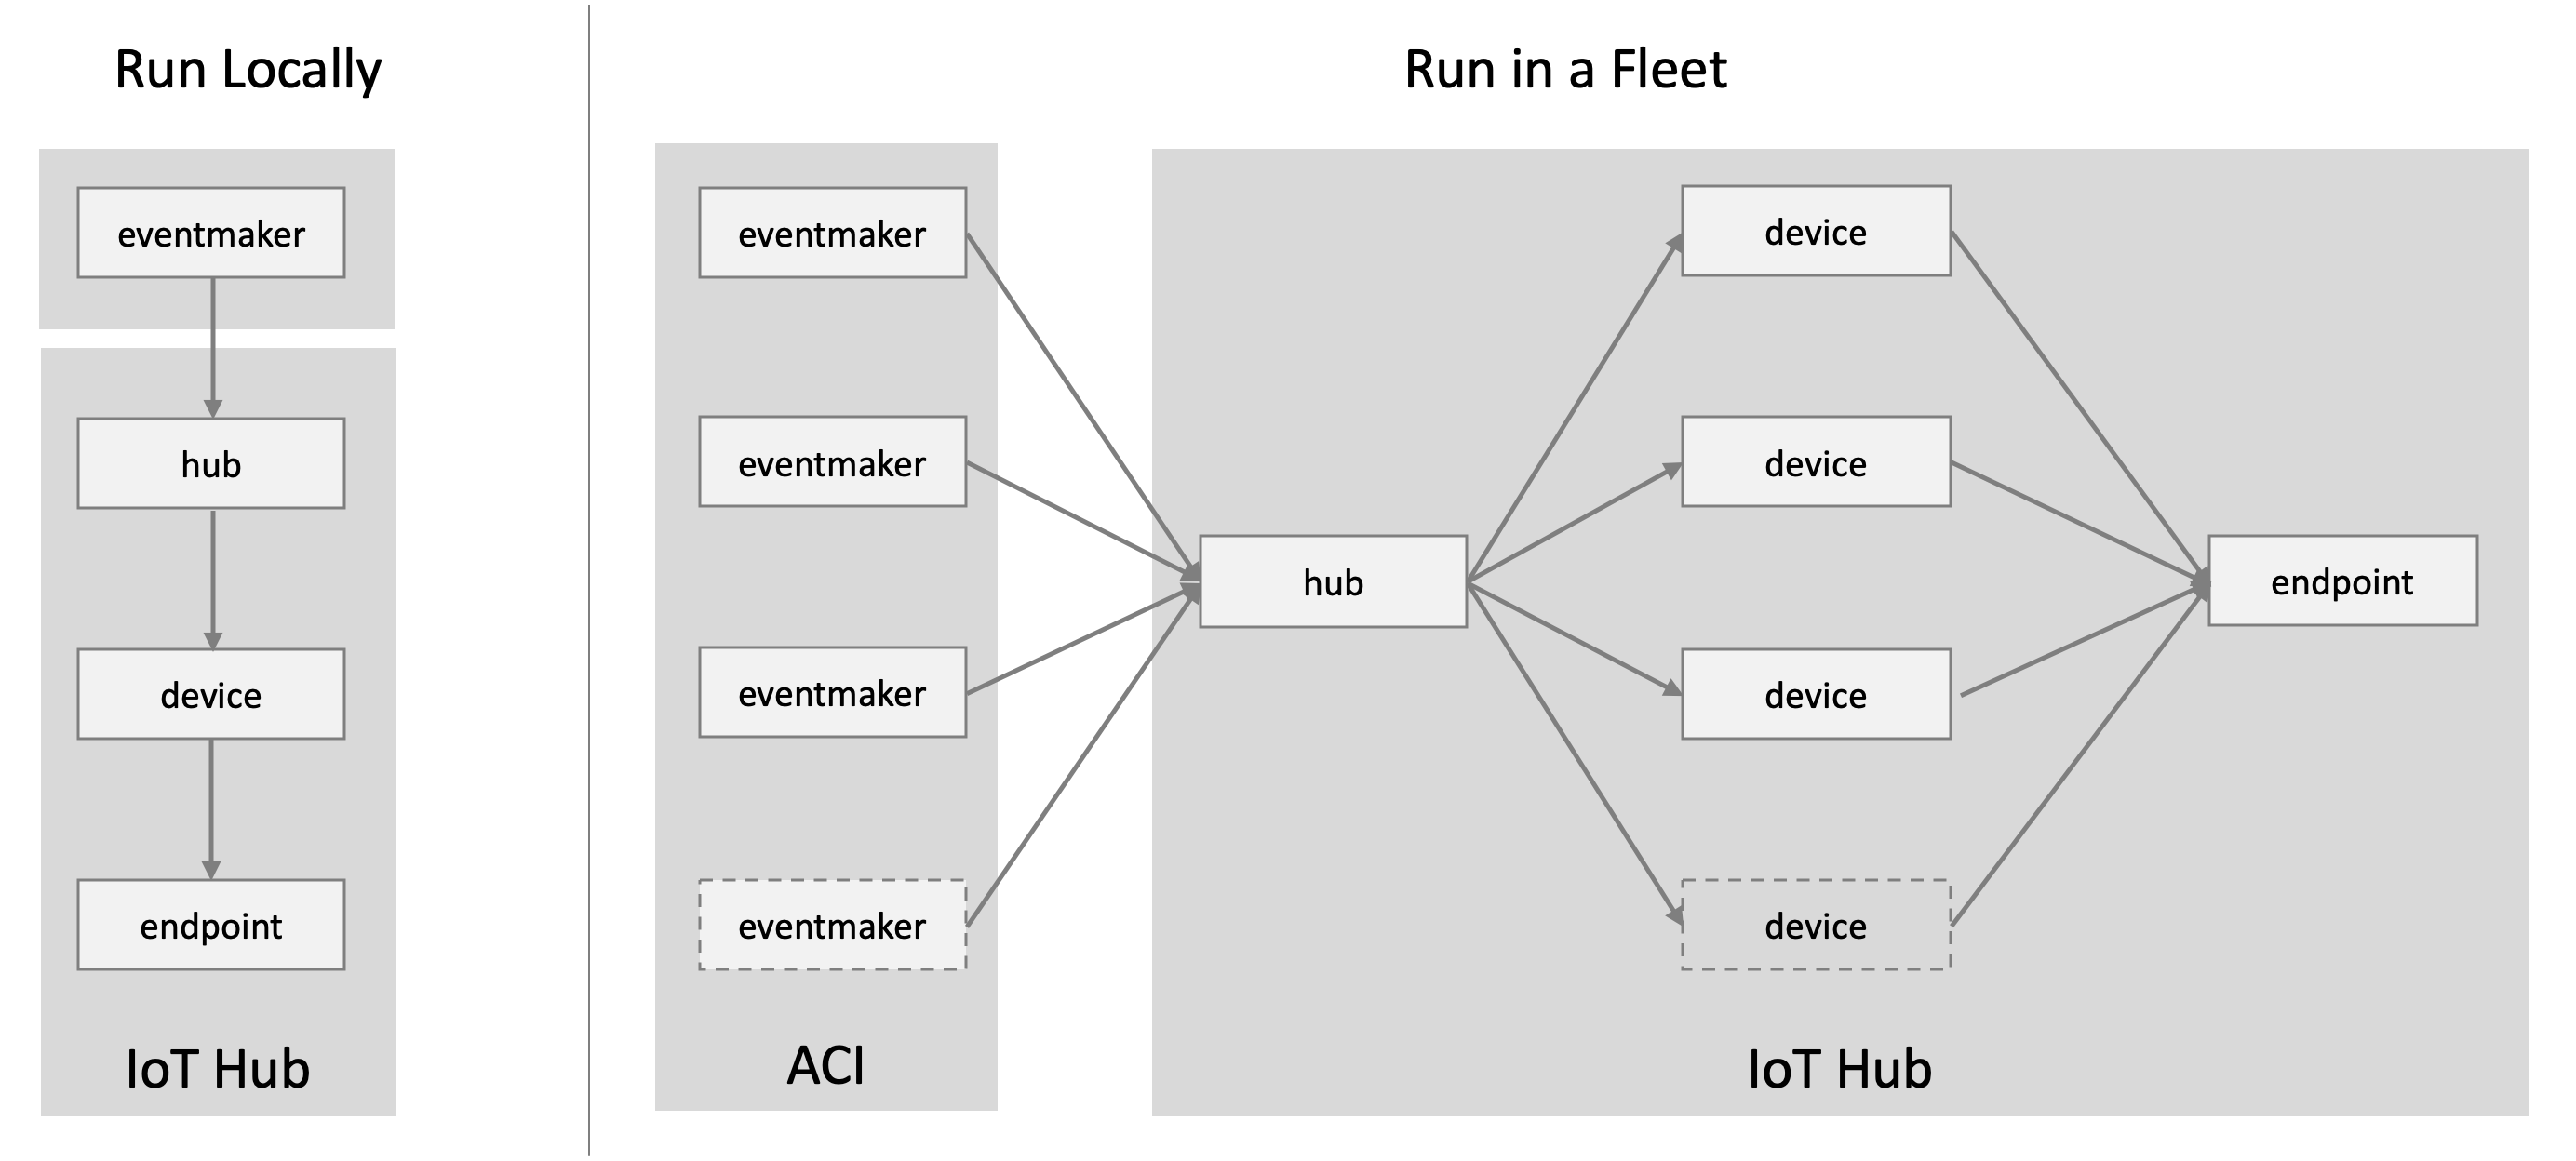 Run Locally
eventmaker
hub
device
endpoint
IoT Hub
Run in a Fleet
eventmaker
eventmaker
eventmaker
eventmaker
ACI
hub
device
device
device
device
endpoint
IoT Hub